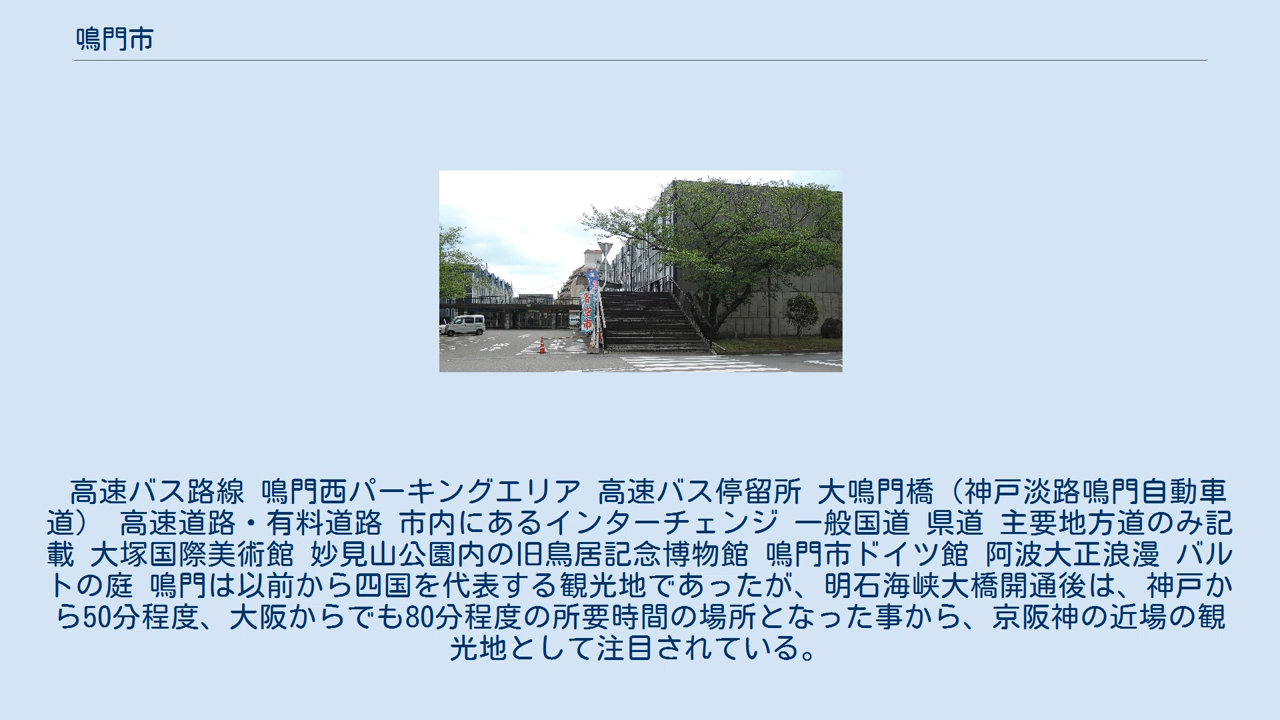 鳴門市
高速バス路線 鳴門西パーキングエリア 高速バス停留所 大鳴門橋（神戸淡路鳴門自動車
道） 高速道路・有料道路 市内にあるインターチェンジ 一般国道 県道 主要地方道のみ記
載 大塚国際美術館 妙見山公園内の旧鳥居記念博物館 鳴門市ドイツ館 阿波大正浪漫 バル
トの庭 鳴門は以前から四国を代表する観光地であったが、明石海峡大橋開通後は、神戸か
ら50分程度、大阪からでも80分程度の所要時間の場所となった事から、京阪神の近場の観
光地として注目されている。